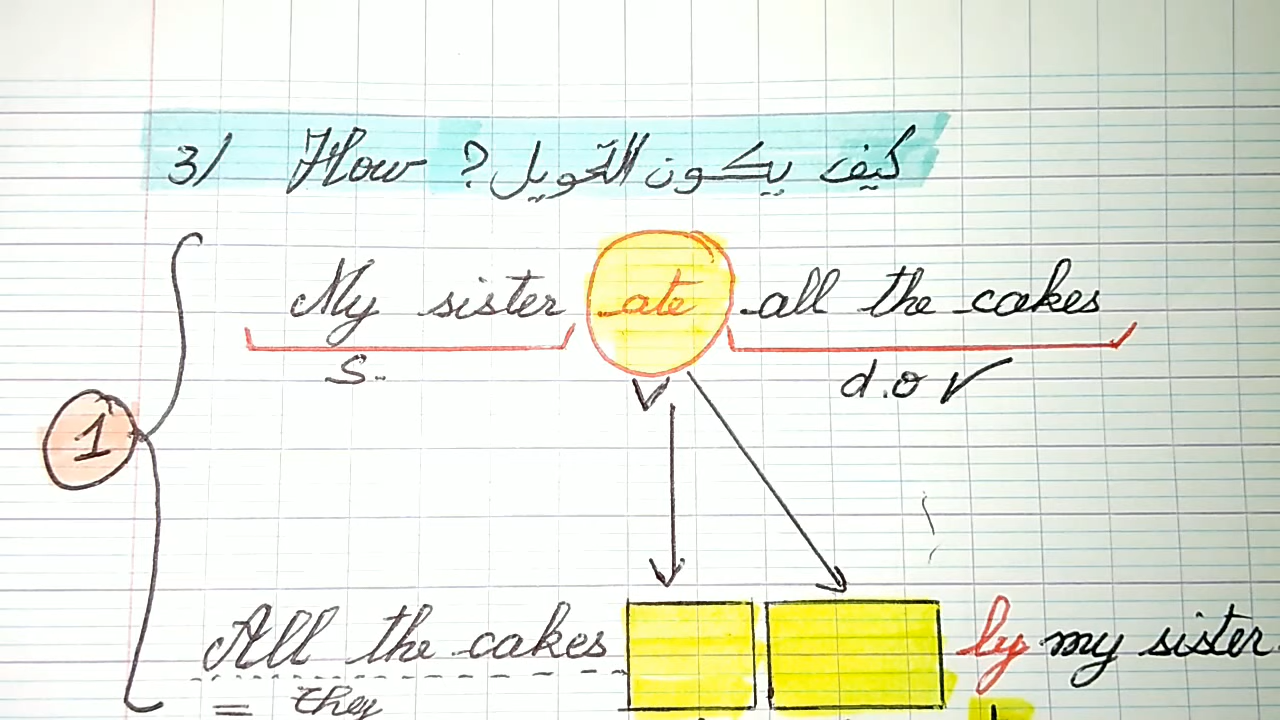 3/ How كيف يكون التحويل؟
My sister ate all the cakes
S. V d.o
1
All the cakes by my sister
= they